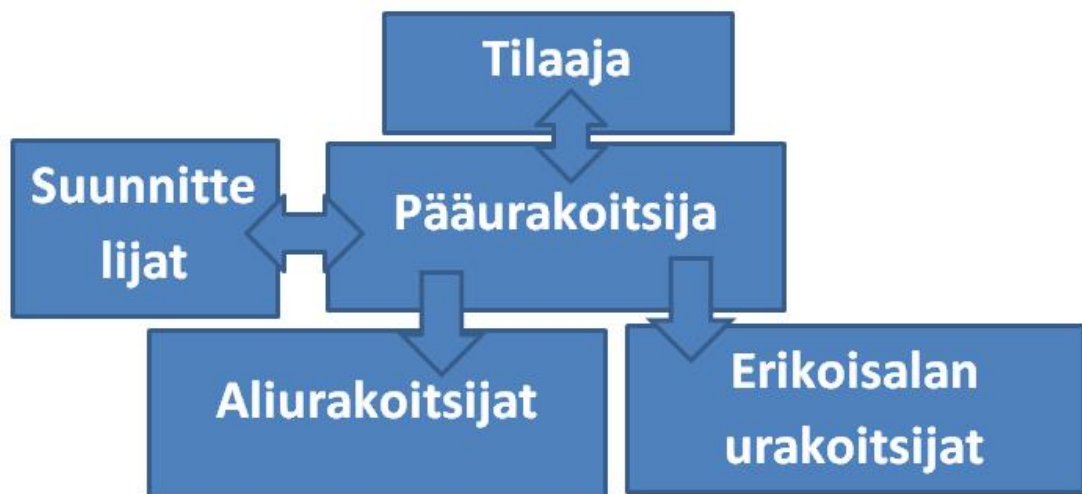 Tilaaja
Suunnitte
lijat
Pääurakoitsija
Aliurakoitsijat
Erikoisalan
urakoitsijat